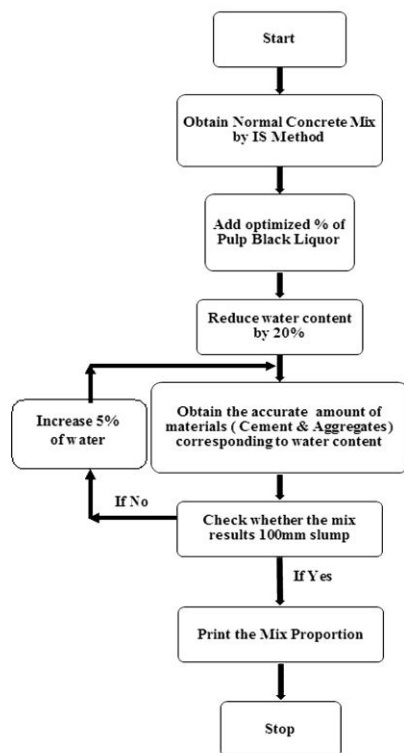 Start
Obtain Normal Concrete Mix
by IS Method
Add optimized % of
Pulp Black Liquor
Reduce water content
by 20%
Increase 5%
of water
Obtain the accurate amount of
materials ( Cement & Aggregates)
corresponding to water content
If No
Check whether the mix
results 100mm slump
If Yes
Print the Mix Proportion
Stop